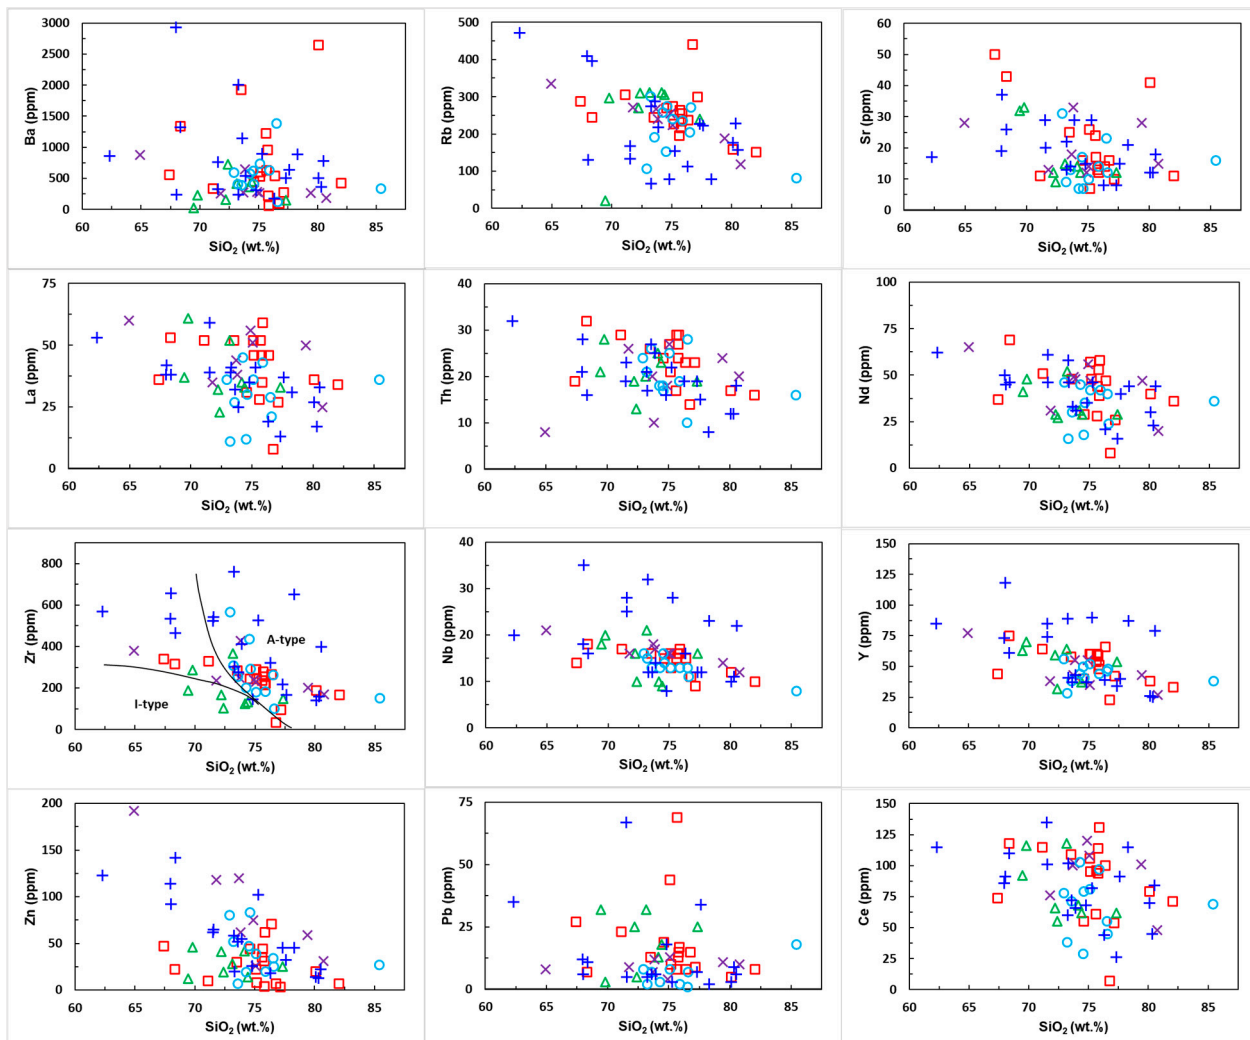 Ba (ppm)
3000
2500
2000
1500
1000
500
0
60 65 70 75 80 85
SiO2 (wt.%)
Rb (ppm)
500
400
300
200
100
0
60 65 70 75 80 85
SiO2 (wt.%)
Sr (ppm)
60
50
40
30
20
10
0
60 65 70 75 80 85
SiO2 (wt.%)
La (ppm)
75
50
25
0
60 65 70 75 80 85
SiO2 (wt.%)
Th (ppm)
40
30
20
10
0
60 65 70 75 80 85
SiO2 (wt.%)
Nd (ppm)
100
75
50
25
0
60 65 70 75 80 85
SiO2 (wt.%)
Zr (ppm)
800
600
400
200
0
A-type
I-type
60 65 70 75 80 85
SiO2 (wt.%)
Nb (ppm)
40
30
20
10
0
60 65 70 75 80 85
SiO2 (wt.%)
Y (ppm)
150
125
100
75
50
25
0
60 65 70 75 80 85
SiO2 (wt.%)
Zn (ppm)
200
150
100
50
0
60 65 70 75 80 85
SiO2 (wt.%)
Pb (ppm)
75
50
25
0
60 65 70 75 80 85
SiO2 (wt.%)
Ce (ppm)
150
125
100
75
50
25
0
60 65 70 75 80 85
SiO2 (wt.%)